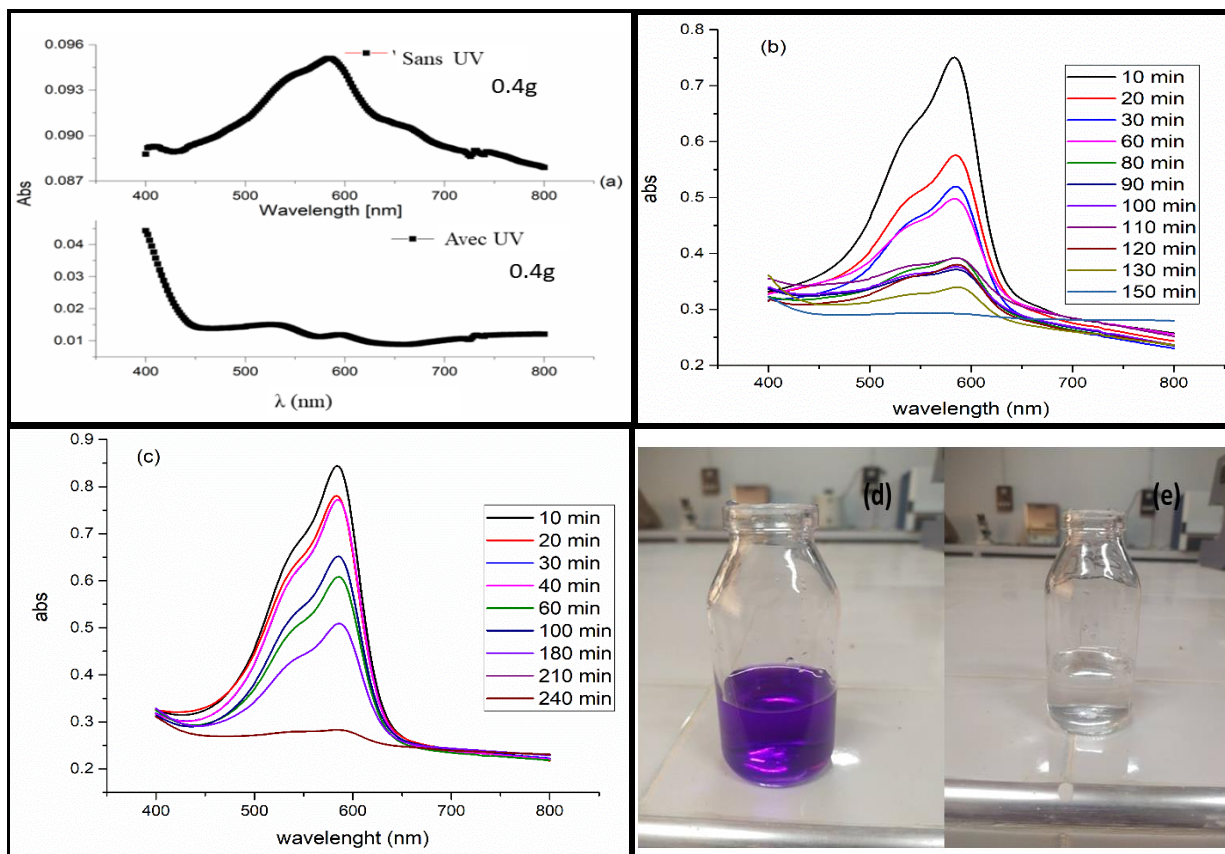 0.096
0.093
0.090
0.087
Abs
Sans UV
0.4g
(a)
400 500 600 700 800
Wavelength [nm]
0.04
0.03
0.02
0.01
Avec UV
0.4g
400 500 600 700 800
λ (nm)
(b)
0.8
0.7
0.6
0.5
0.4
0.3
0.2
abs
10 min
20 min
30 min
60 min
80 min
90 min
100 min
110 min
120 min
130 min
150 min
400 500 600 700 800
wavelength (nm)
(c)
0.9
0.8
0.7
0.6
0.5
0.4
0.3
0.2
abs
10 min
20 min
30 min
40 min
60 min
100 min
180 min
210 min
240 min
400 500 600 700 800
wavelenght (nm)
(d)
(e)